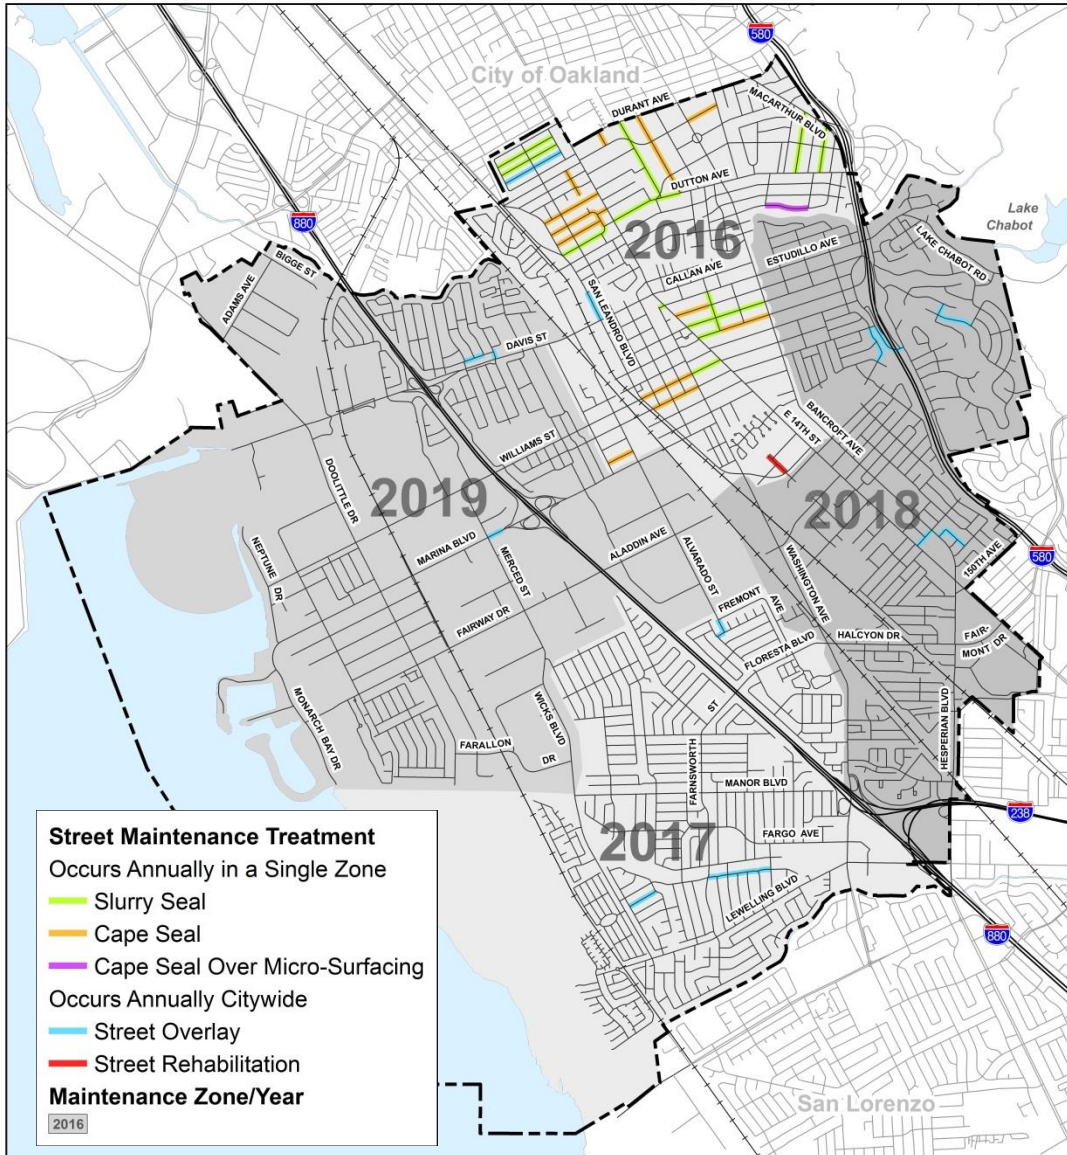 580
City of Oakland
DURANT AVE
MACARTHUR BLVD
DUTTON AVE
Lake
Chabot
880
2016
LAKE CHABOT RD
ESTUDILLO AVE
BIGGE ST
CALLAN AVE
ADAMS AVE
SAN LEANDRO BLVD
DAVIS ST
BANCROFT AVE
E 14TH ST
WILLIAMS ST
DOOLITTLE DR
2019
2018
MARINA BLVD
MERCED ST
ALADDIN AVE
ALVARADO ST
WASHINGTON AVE
150TH AVE
580
NEPTUNE DR
FAIRWAY DR
FREMONT
AVE
HALCYON DR
FAIR-
MONT DR
FLORESTA BLVD
MONARCH BAY DR
WICKS BLVD
FARALLON
DR
FARNSWORTH
ST
HESPERIAN BLVD
MANOR BLVD
238
2017
FARGO AVE
LEWELLING BLVD
880
San Lorenzo
Street Maintenance Treatment
Occurs Annually in a Single Zone
Slurry Seal
Cape Seal
Cape Seal Over Micro-Surfacing
Occurs Annually Citywide
Street Overlay
Street Rehabilitation
Maintenance Zone/Year
2016